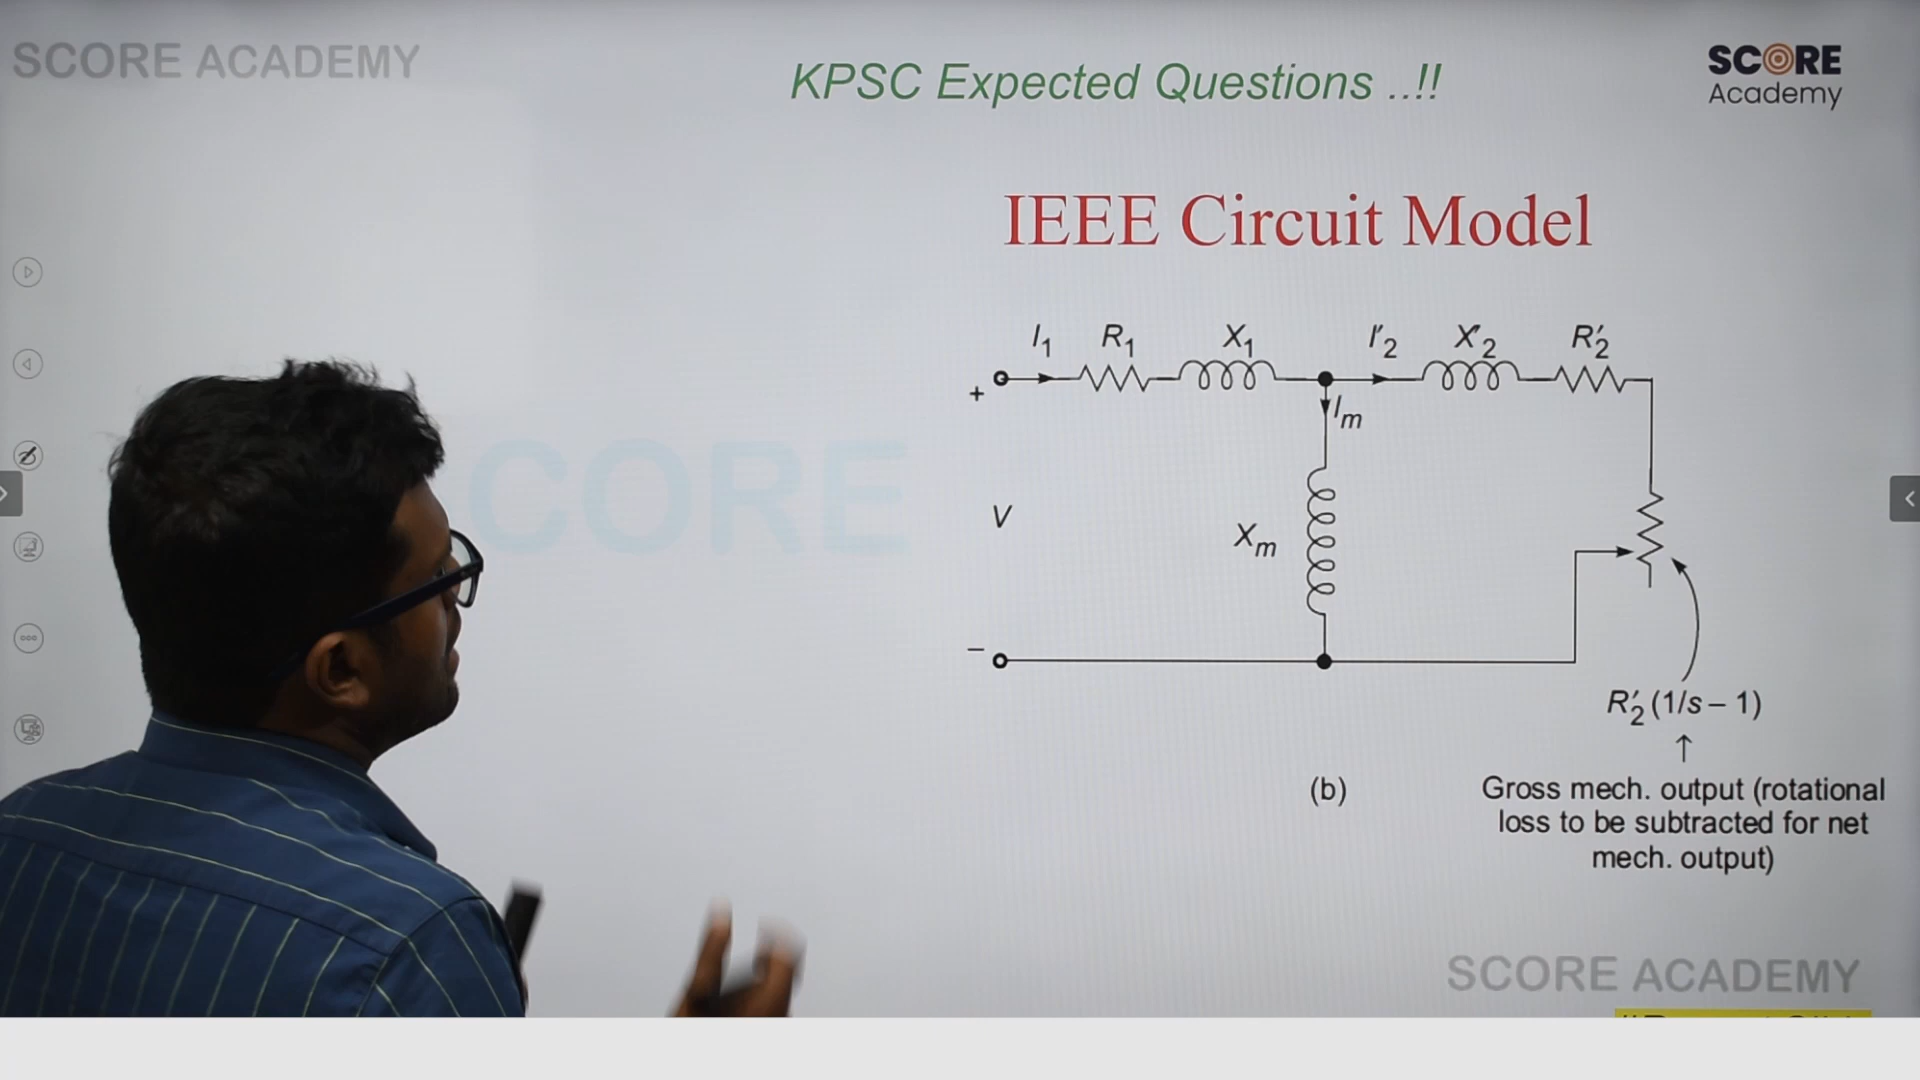 SCORE ACADEMY
KPSC Expected Questions ..!!
SCORE
Academy
IEEE Circuit Model
I₁ R₁ X₁ I′₂ X′₂ R′₂
+
Iₘ
V
Xₘ
–
R′₂ (1/s – 1)
↑
(b)
Gross mech. output (rotational
loss to be subtracted for net
mech. output)
CORE
SCORE ACADEMY